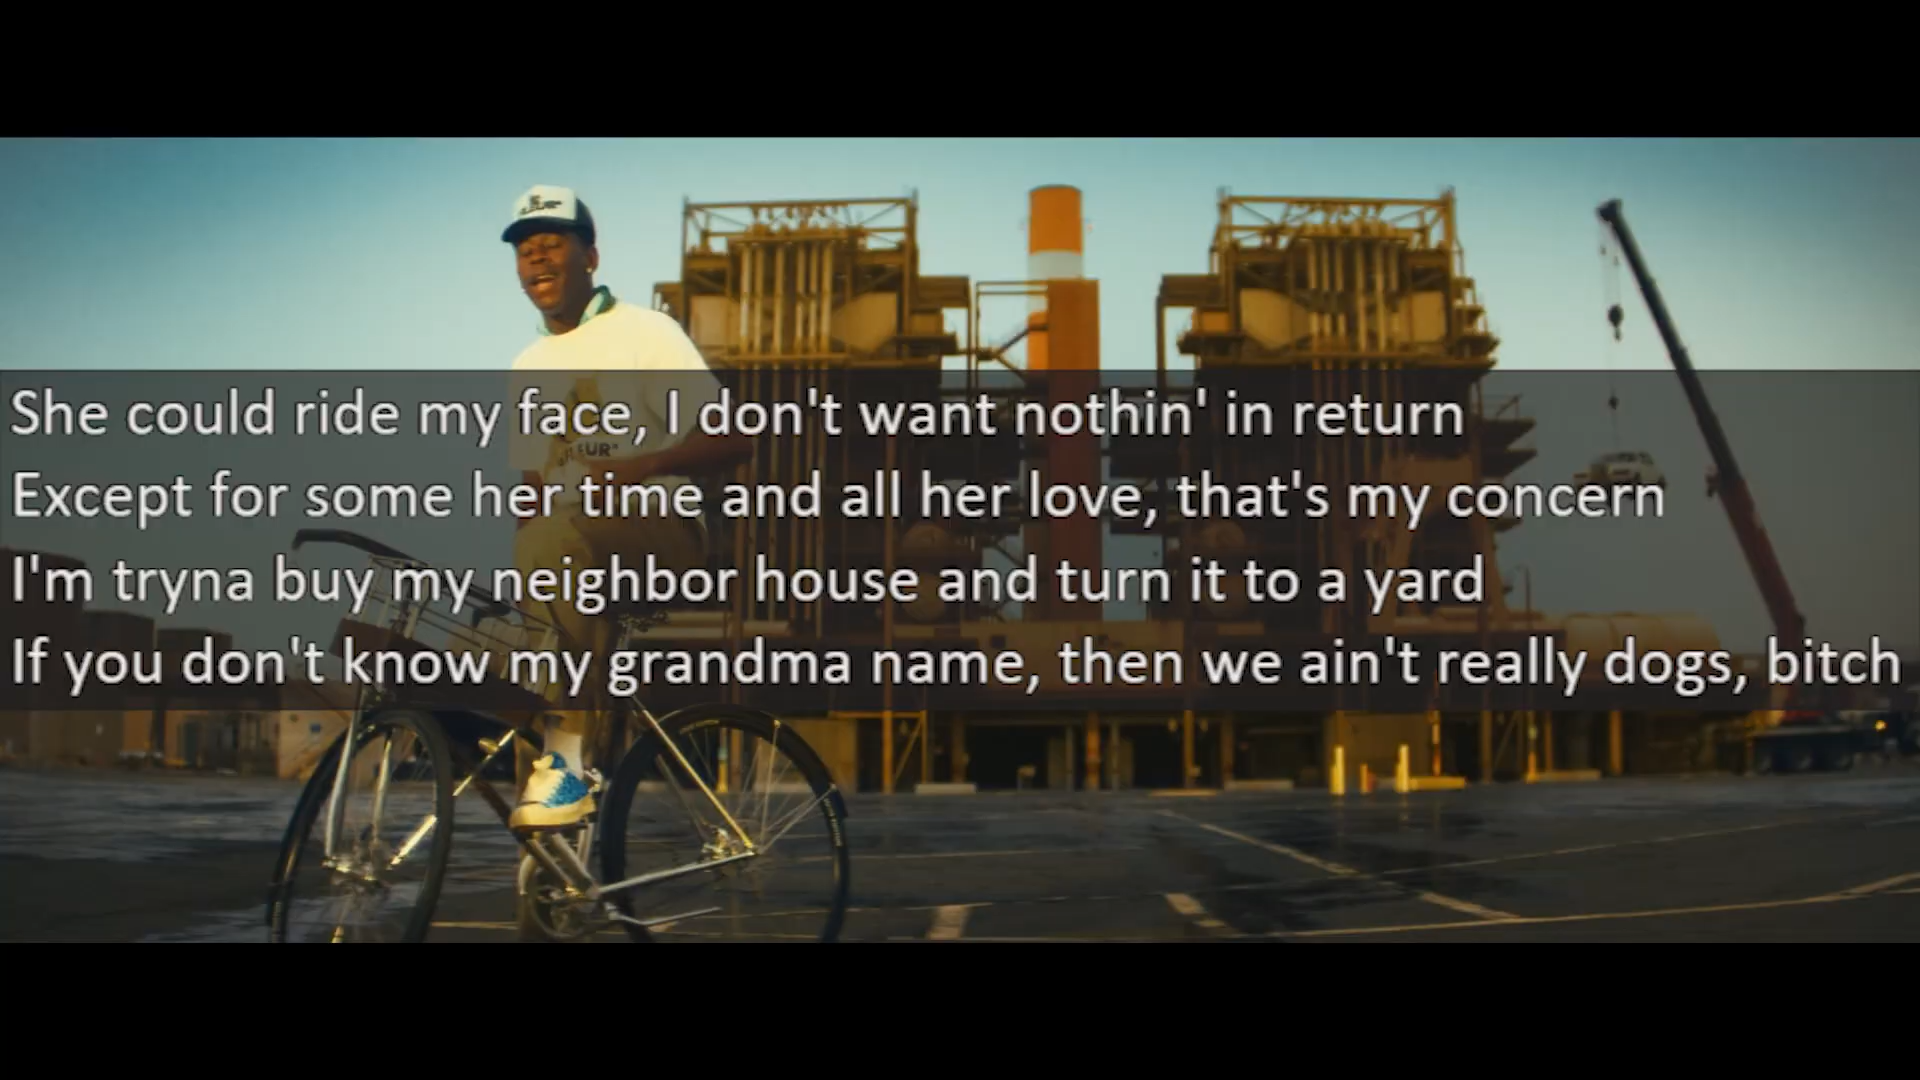 She could ride my face, I don't want nothin' in return
Except for some her time and all her love, that's my concern
I'm tryna buy my neighbor house and turn it to a yard
If you don't know my grandma name, then we ain't really dogs, bitch